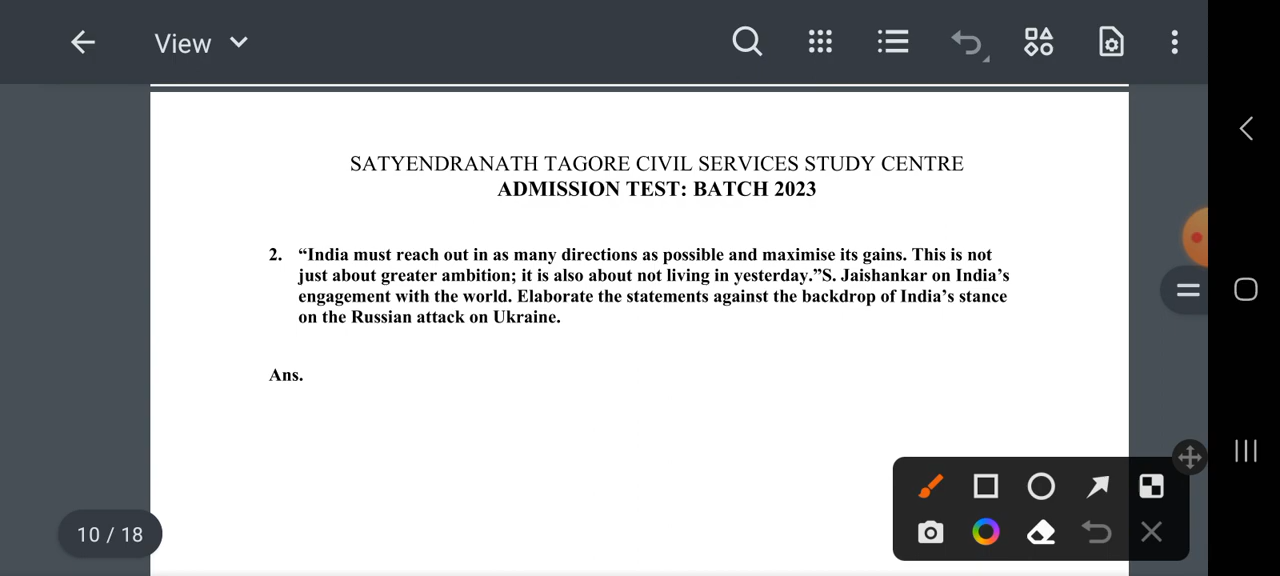 View
SATYENDRANATH TAGORE CIVIL SERVICES STUDY CENTRE
ADMISSION TEST: BATCH 2023
2. “India must reach out in as many directions as possible and maximise its gains. This is not
just about greater ambition; it is also about not living in yesterday.”S. Jaishankar on India’s
engagement with the world. Elaborate the statements against the backdrop of India’s stance
on the Russian attack on Ukraine.
Ans.
10 / 18